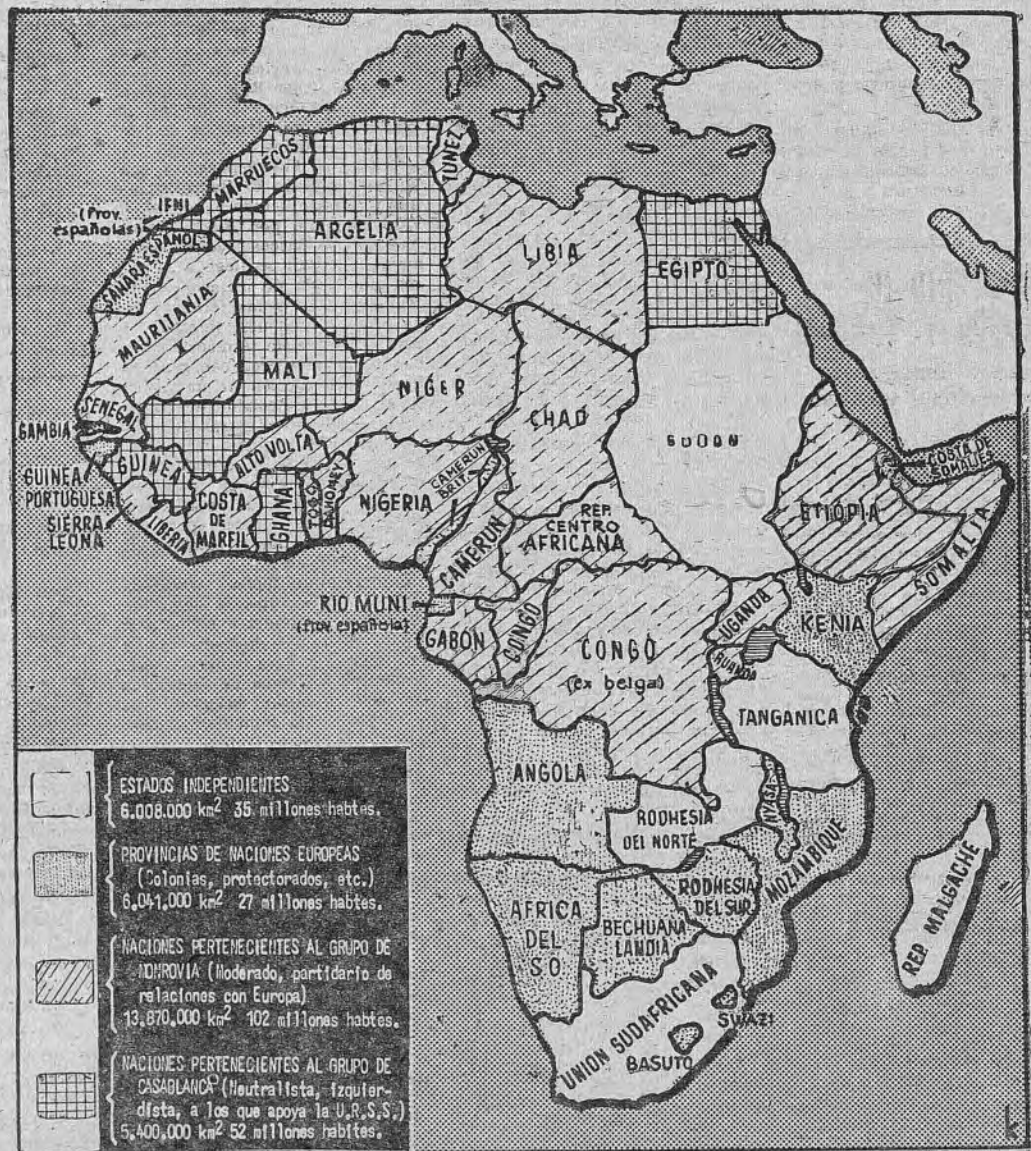 TUNEZ
MARRUECOS
IFNI
(Prov.
españolas)
ARGELIA
LIBIA
EGIPTO
SAHARA ESPAÑOL
MAURITANIA
MALI
NIGER
CHAD
SUDAN
SENEGAL
GAMBIA
GUINEA
PORTUGUESA
GUINEA
SIERRA
LEONA
LIBERIA
COSTA
DE
MARFIL
ALTO VOLTA
GHANA
TOGO
DAHOMEY
NIGERIA
CAMERUN
BRIT.
CAMERUN
REP.
CENTRO
AFRICANA
COSTA DE
SOMALIES
ETIOPIA
SOMALIA
RIO MUNI
(Prov. española)
GABON
CONGO
CONGO
(ex belga)
UGANDA
KENIA
RUANDA
TANGANICA
ANGOLA
RODHESIA
DEL NORTE
NYASA
MOZAMBIQUE
RODHESIA
DEL SUR
AFRICA
DEL
S O
BECHUANA
LANDIA
UNION SUDAFRICANA
SWAZI
BASUTO
REP MALGACHE
ESTADOS INDEPENDIENTES
6.008.000 km² 35 millones habtes.
PROVINCIAS DE NACIONES EUROPEAS
(Colonias, protectorados, etc.)
6.041.000 km² 27 millones habtes.
NACIONES PERTENECIENTES AL GRUPO DE
MONROVIA (Moderado, partidario de
relaciones con Europa)
13.870.000 km² 102 millones habtes.
NACIONES PERTENECIENTES AL GRUPO DE
CASABLANCA (Neutralista, izquier-
dista, a los que apoya la U.R.S.S.)
5.400.000 km² 52 millones habites.